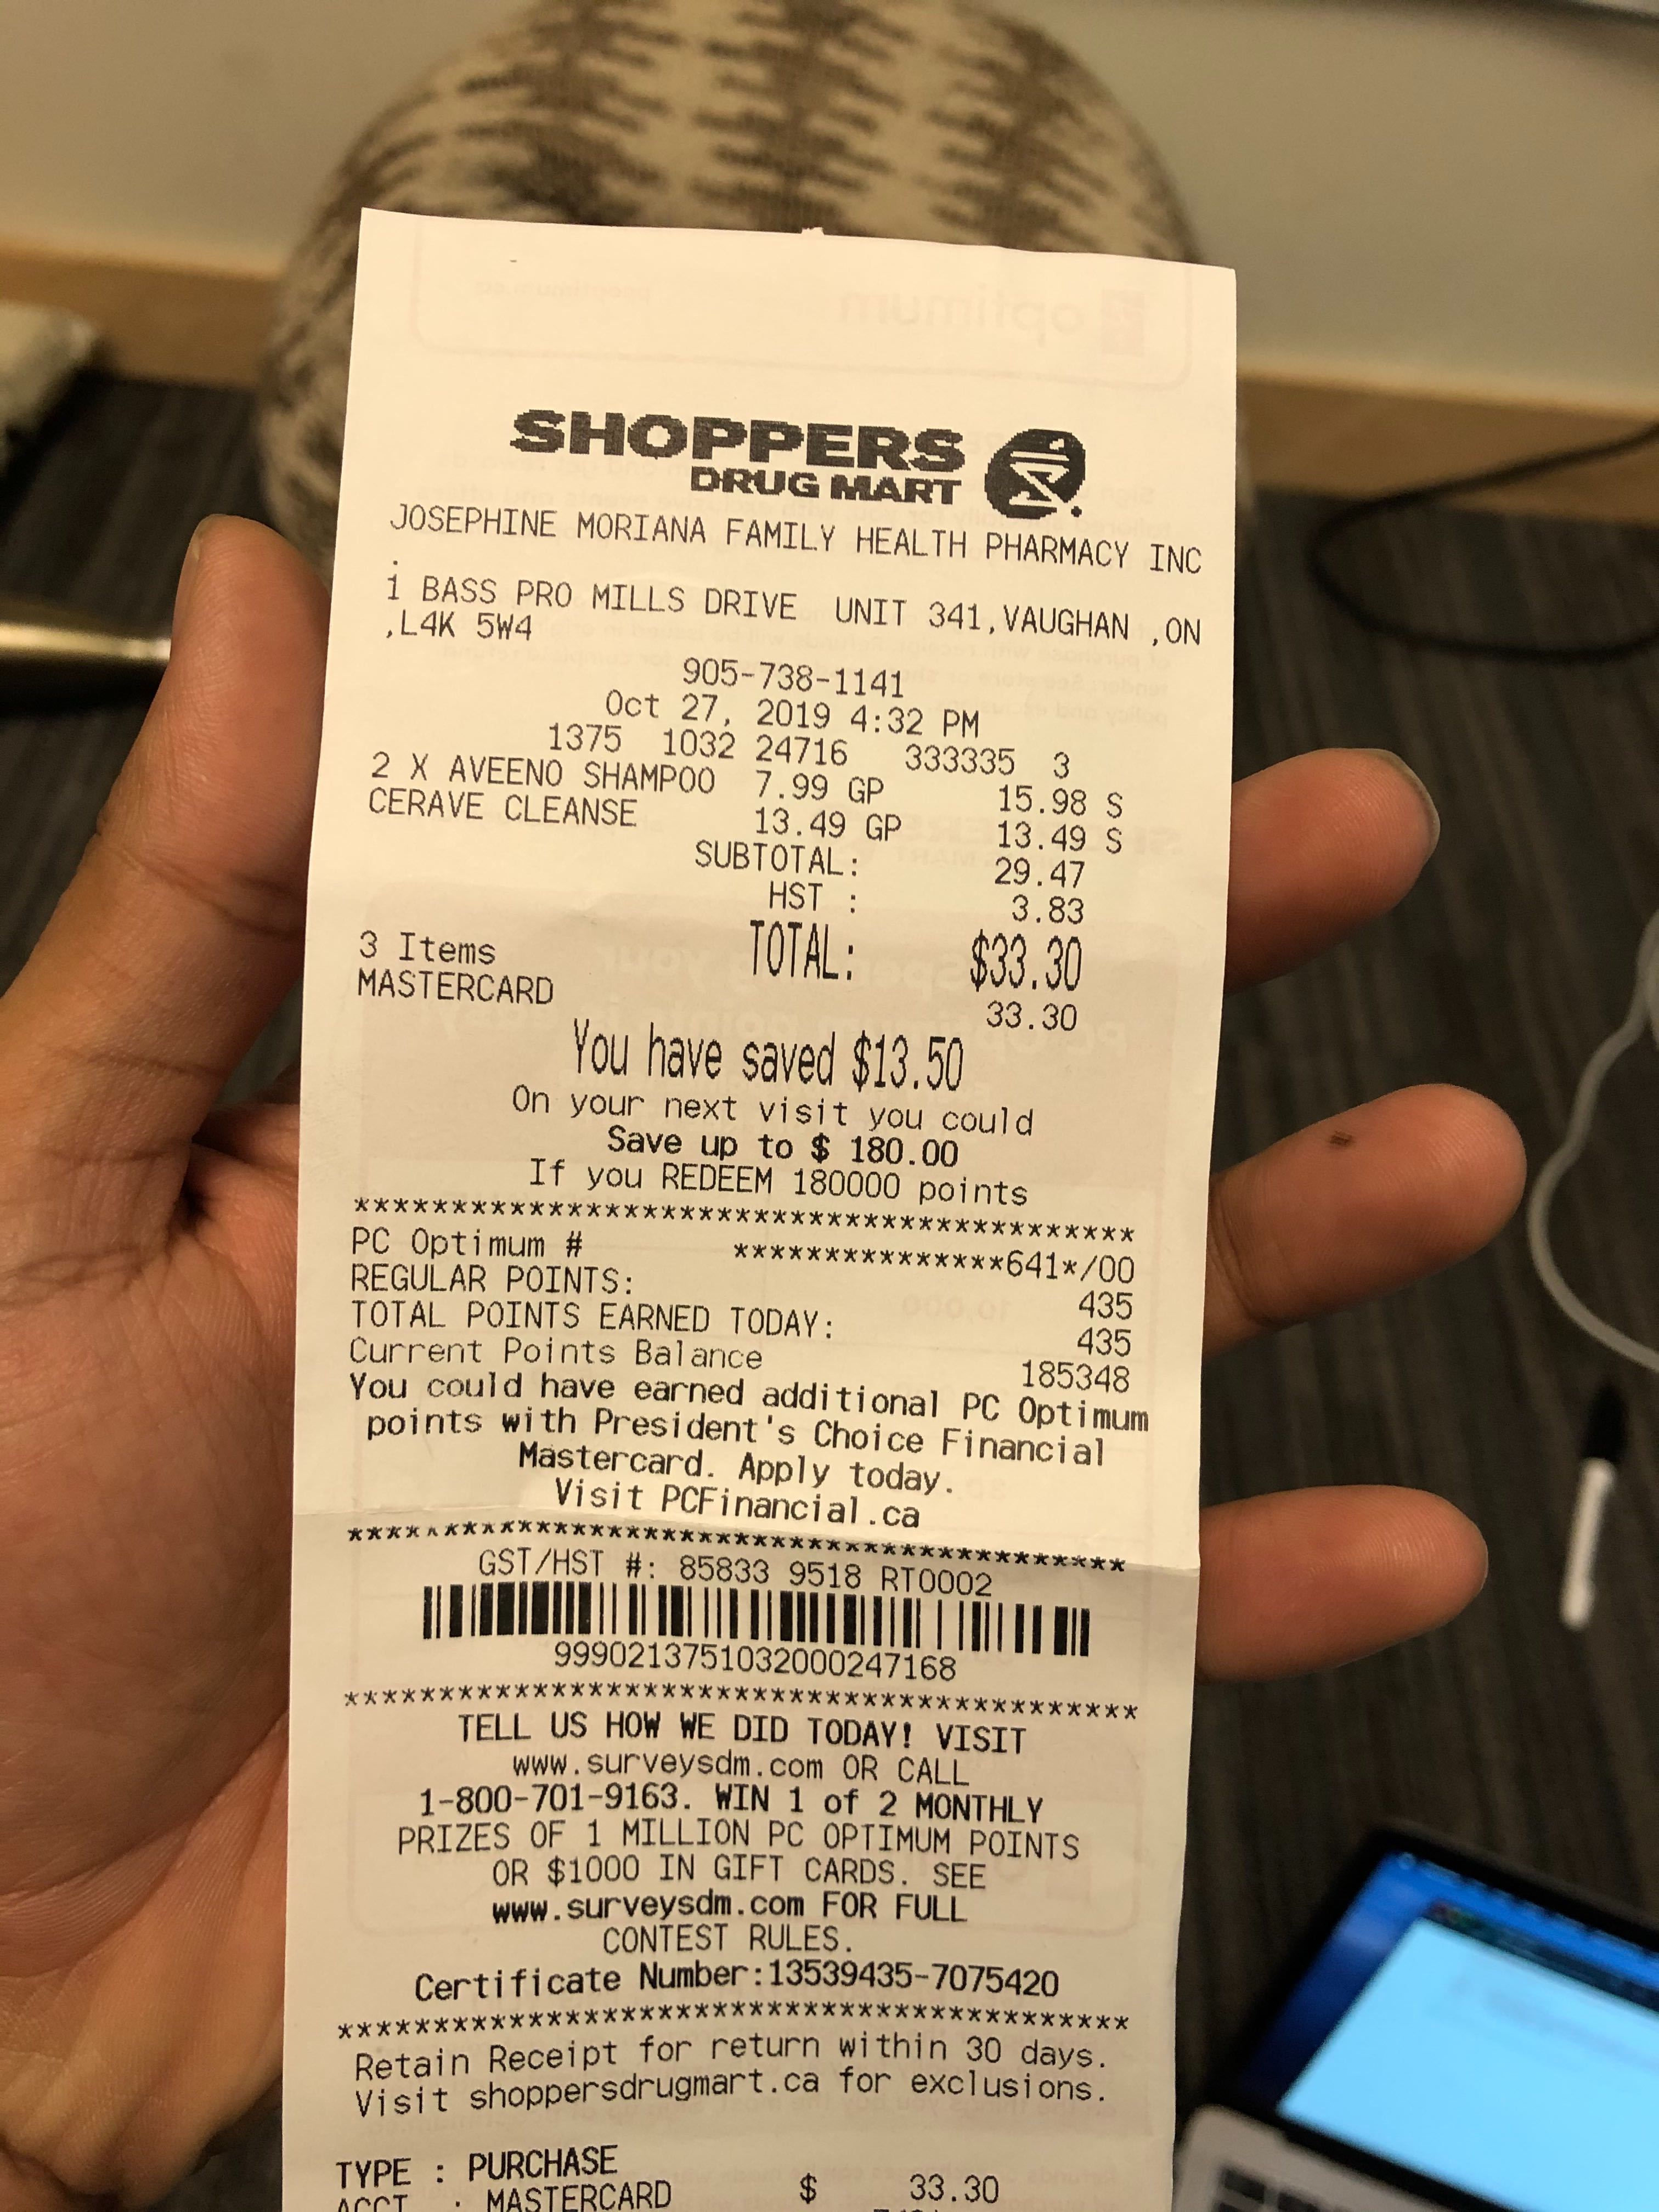 SHOPPERS
DRUG MART
JOSEPHINE MORIANA FAMILY HEALTH PHARMACY INC
.
1 BASS PRO MILLS DRIVE UNIT 341,VAUGHAN ,ON
,L4K 5W4
905-738-1141
Oct 27, 2019 4:32 PM
1375 1032 24716 333335 3
2 X AVEENO SHAMPOO 7.99 GP 15.98 S
CERAVE CLEANSE 13.49 GP 13.49 S
SUBTOTAL: 29.47
HST : 3.83
3 Items TOTAL: $33.30
MASTERCARD 33.30
You have saved $13.50
On your next visit you could
Save up to $ 180.00
If you REDEEM 180000 points
*****************************************
PC Optimum # ***************641*/00
REGULAR POINTS: 435
TOTAL POINTS EARNED TODAY: 435
Current Points Balance 185348
You could have earned additional PC Optimum
points with President's Choice Financial
Mastercard. Apply today.
Visit PCFinancial.ca
*****************************************
GST/HST #: 85833 9518 RT0002
9990213751032000247168
*****************************************
TELL US HOW WE DID TODAY! VISIT
www.surveysdm.com OR CALL
1-800-701-9163. WIN 1 of 2 MONTHLY
PRIZES OF 1 MILLION PC OPTIMUM POINTS
OR $1000 IN GIFT CARDS. SEE
www.surveysdm.com FOR FULL
CONTEST RULES.
Certificate Number:13539435-7075420
*****************************************
Retain Receipt for return within 30 days.
Visit shoppersdrugmart.ca for exclusions.
TYPE : PURCHASE
ACCT : MASTERCARD $ 33.30